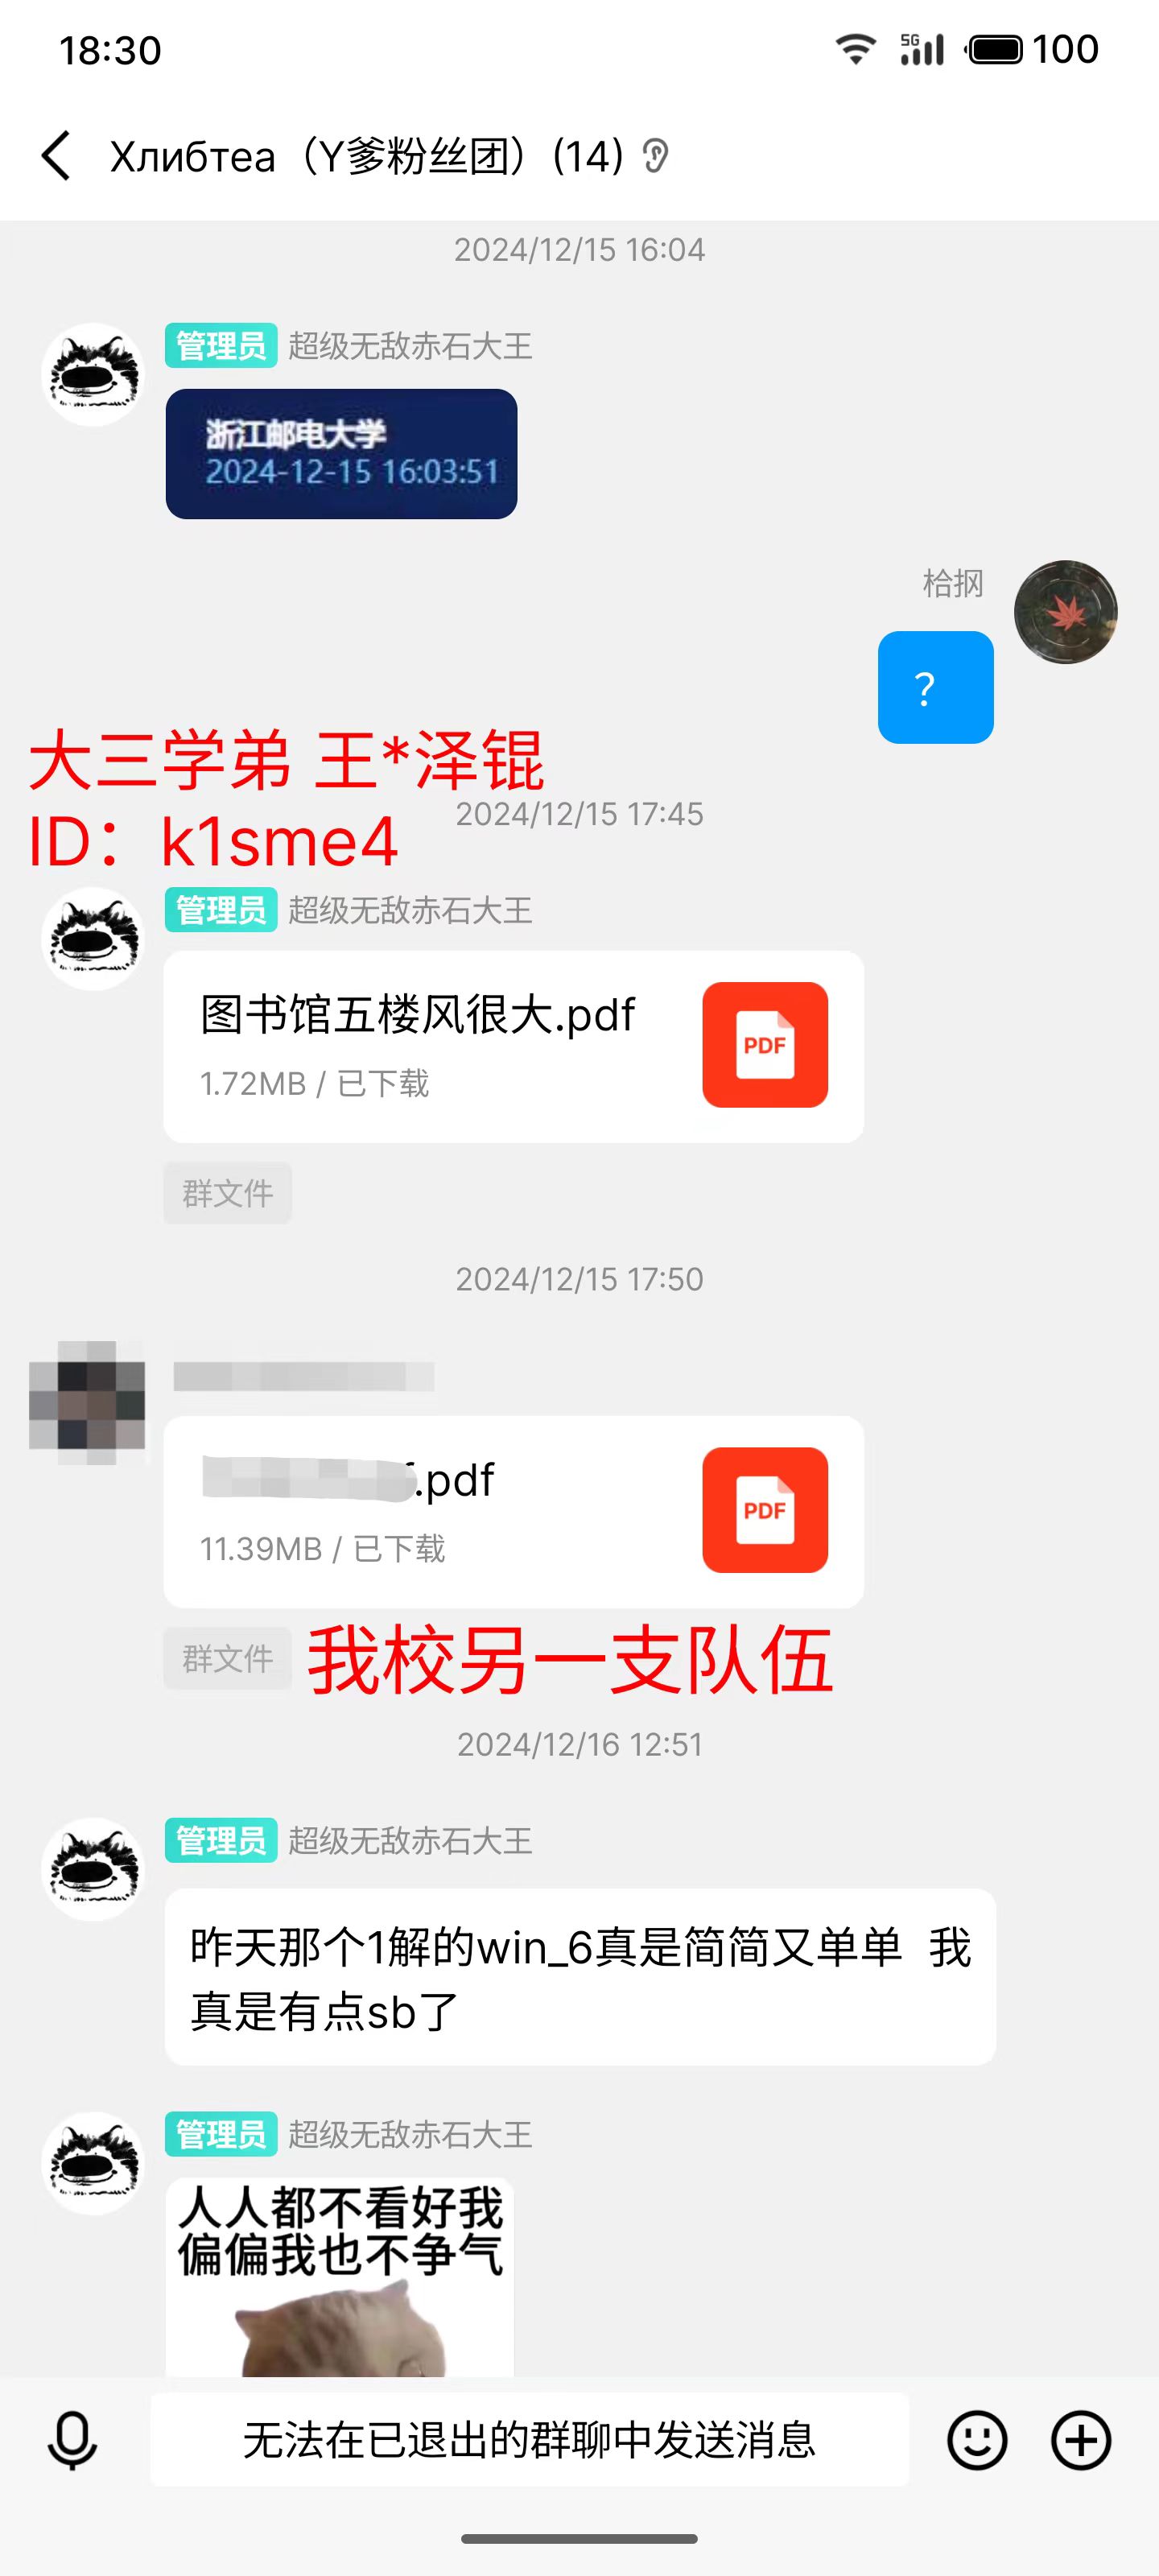 18:30
5G
100
Хлибтеа（Y爹粉丝团）(14)
2024/12/15 16:04
管理员 超级无敌赤石大王
浙江邮电大学
2024-12-15 16:03:51
袷㧏
？
大三学弟 王*泽锟
2024/12/15 17:45
ID：k1sme4
管理员 超级无敌赤石大王
图书馆五楼风很大.pdf
PDF
1.72MB / 已下载
群文件
2024/12/15 17:50
.pdf
PDF
11.39MB / 已下载
群文件 我校另一支队伍
2024/12/16 12:51
管理员 超级无敌赤石大王
昨天那个1解的win_6真是简简又单单 我
真是有点sb了
管理员 超级无敌赤石大王
人人都不看好我
偏偏我也不争气
无法在已退出的群聊中发送消息